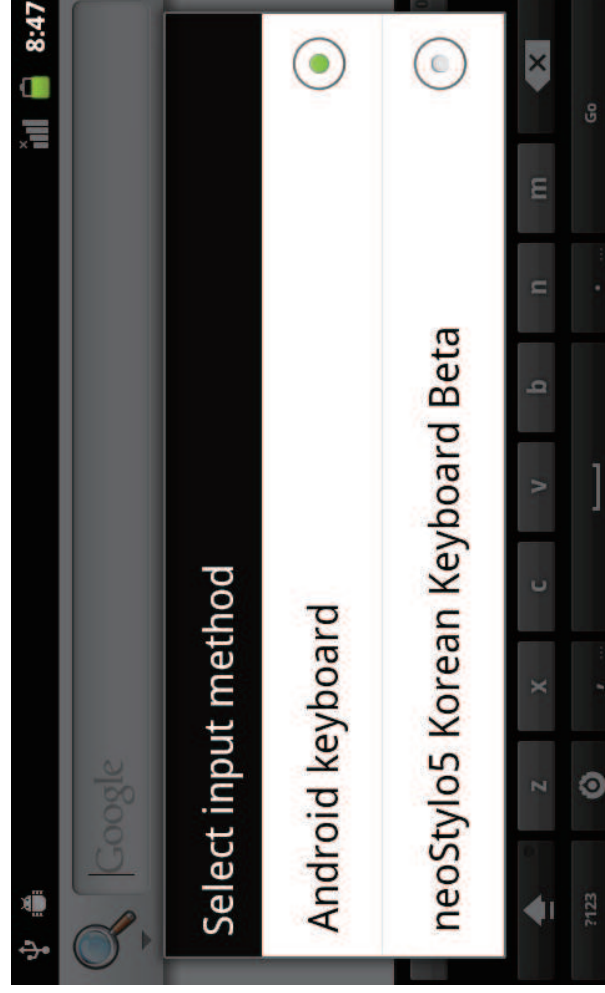 8:47
Google
Select input method
Android keyboard
neoStylo5 Korean Keyboard Beta
z x c v b n m
?123 , . Go